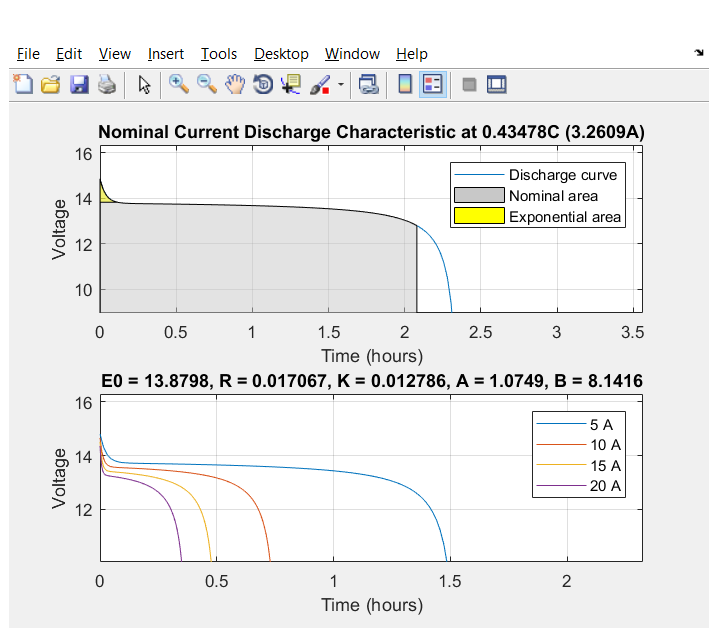 File Edit View Insert Tools Desktop Window Help
Nominal Current Discharge Characteristic at 0.43478C (3.2609A)
16
14
12
10
Voltage
Discharge curve
Nominal area
Exponential area
0 0.5 1 1.5 2 2.5 3 3.5
Time (hours)
E0 = 13.8798, R = 0.017067, K = 0.012786, A = 1.0749, B = 8.1416
16
14
12
Voltage
5 A
10 A
15 A
20 A
0 0.5 1 1.5 2
Time (hours)